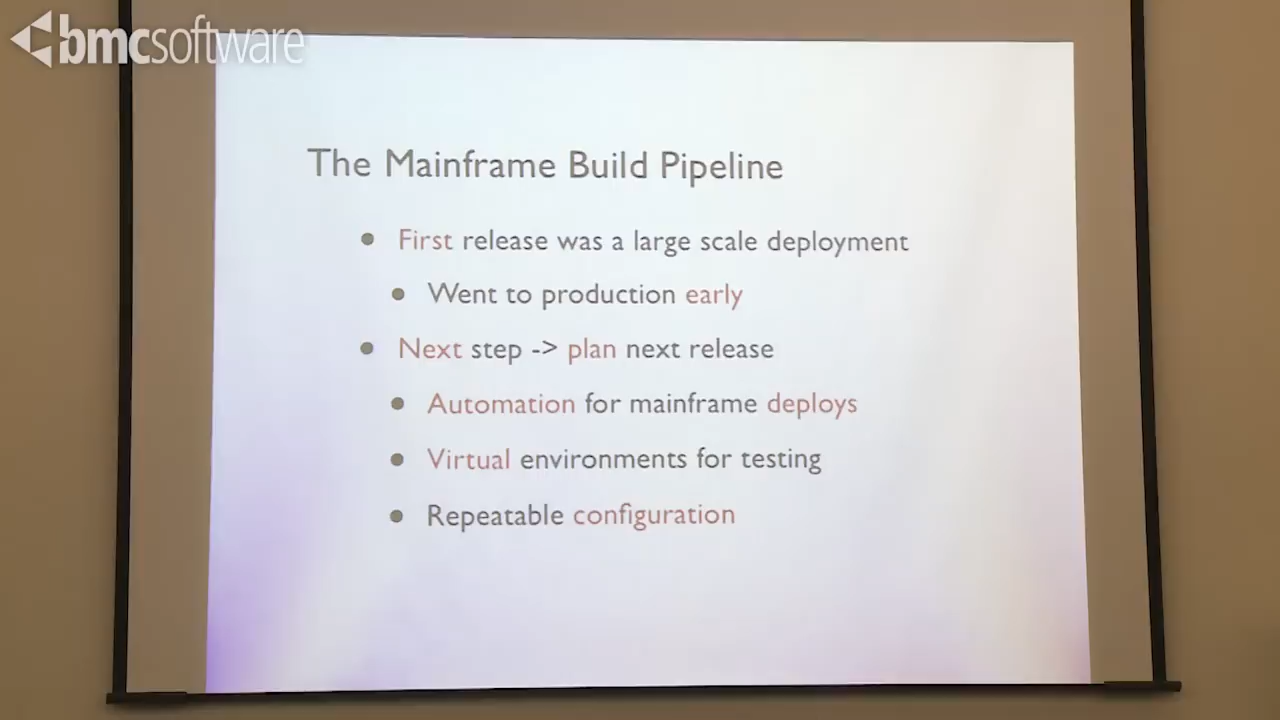 bmcsoftware
The Mainframe Build Pipeline
First release was a large scale deployment
Went to production early
Next step -> plan next release
Automation for mainframe deploys
Virtual environments for testing
Repeatable configuration